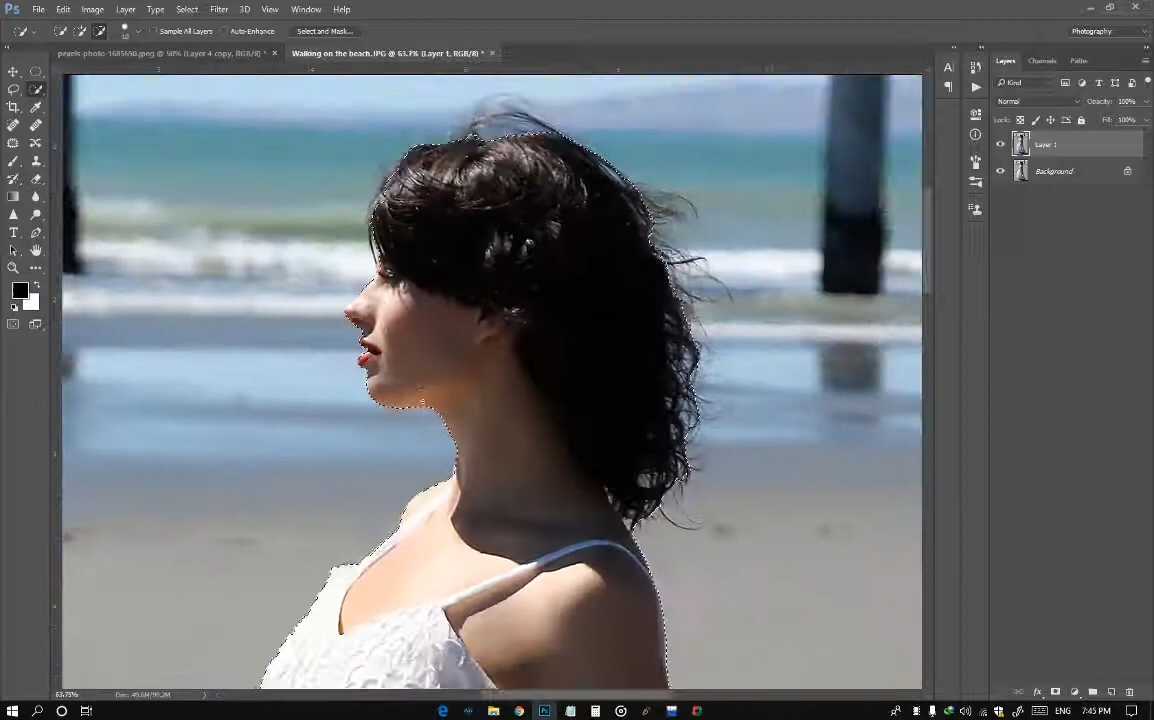 Ps File Edit Image Layer Type Select Filter 3D View Window Help
10 Sample All Layers Auto-Enhance Select and Mask... Photography
pexels-photo-1685650.jpeg @ 50% (Layer 4 copy, RGB/8) * × Walking on the beach.JPG @ 63.7% (Layer 1, RGB/8) * ×
Layers Channels Paths
Kind
Normal Opacity: 100%
Lock: Fill: 100%
Layer 1
Background
63.75% Doc: 49.6M/99.2M
ENG 7:45 PM